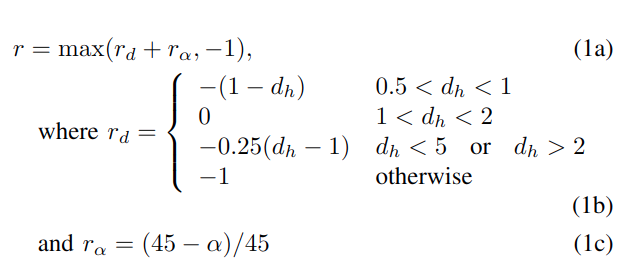 r = max(r_d + r_α, −1), (1a)
−(1 − d_h) 0.5 < d_h < 1
0 1 < d_h < 2
where r_d = { −0.25(d_h − 1) d_h < 5 or d_h > 2
−1 otherwise
(1b)
and r_α = (45 − α)/45 (1c)